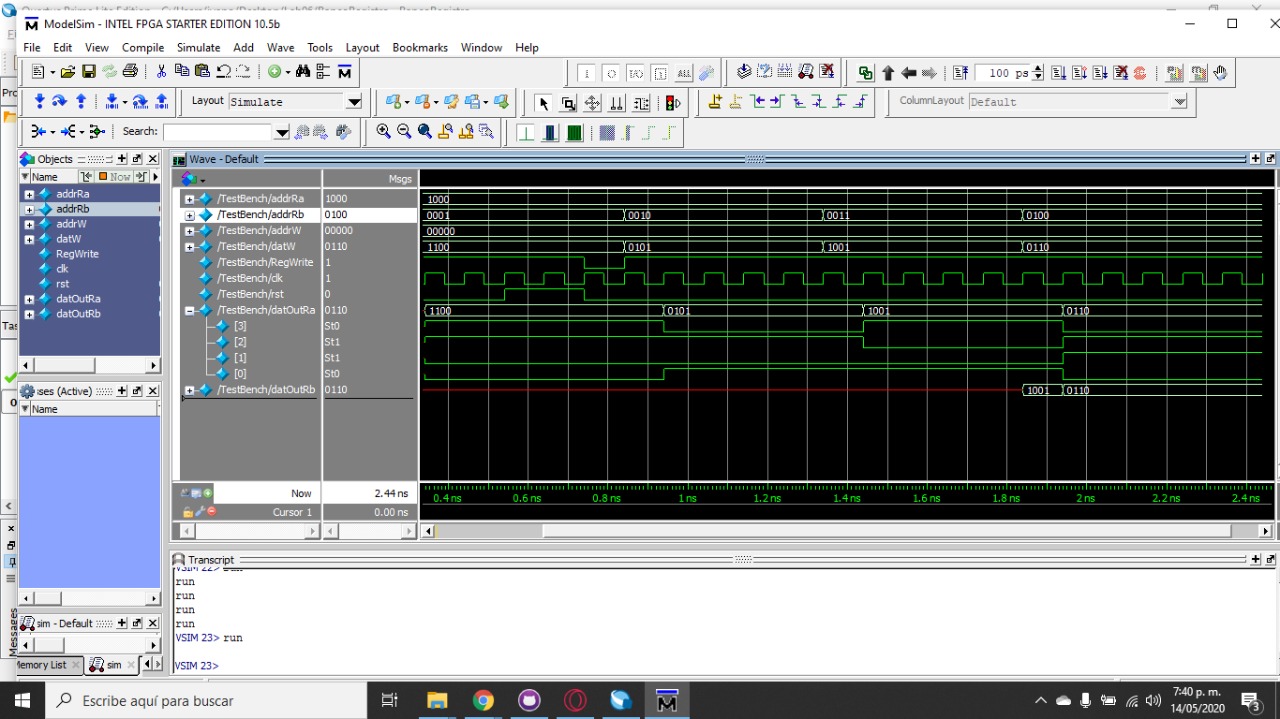 ModelSim - INTEL FPGA STARTER EDITION 10.5b
File Edit View Compile Simulate Add Wave Tools Layout Bookmarks Window Help
100 ps
Layout Simulate
ColumnLayout Default
Search:
Objects
Name Now
addrRa
addrRb
addrW
datW
RegWrite
clk
rst
datOutRa
datOutRb
Wave - Default
Msgs
/TestBench/addrRa 1000 1000
/TestBench/addrRb 0100 0001 0010 0011 0100
/TestBench/addrW 00000 00000
/TestBench/datW 0110 1100 0101 1001 0110
/TestBench/RegWrite 1
/TestBench/clk 1
/TestBench/rst 0
/TestBench/datOutRa 0110 1100 0101 1001 0110
[3] St0
[2] St1
[1] St1
[0] St0
/TestBench/datOutRb 0110 1001 0110
Now 2.44 ns 0.4 ns 0.6 ns 0.8 ns 1 ns 1.2 ns 1.4 ns 1.6 ns 1.8 ns 2 ns 2.2 ns 2.4 ns
Cursor 1 0.00 ns
uses (Active)
Name
sim - Default
Memory List sim
Messages
Transcript
run
run
run
run
VSIM 23> run
VSIM 23>
Escribe aquí para buscar
7:40 p. m.
14/05/2020
3